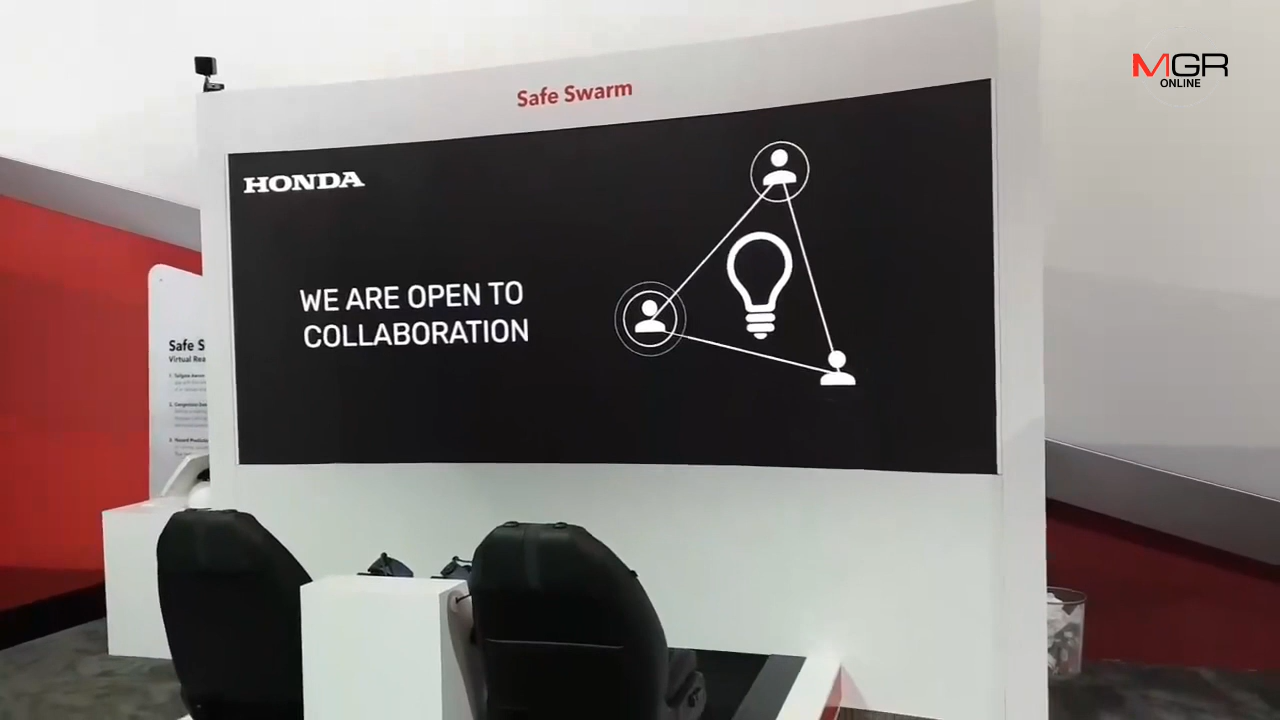 MGR
ONLINE
Safe Swarm
HONDA
WE ARE OPEN TO
COLLABORATION
Safe S
Virtual Rea